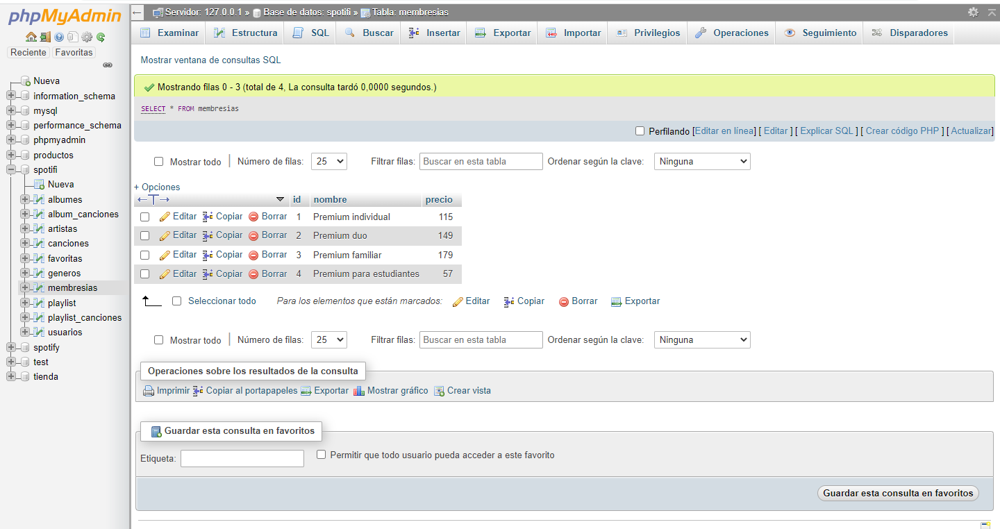 phpMyAdmin
Reciente Favoritas
Nueva
information_schema
mysql
performance_schema
phpmyadmin
productos
spotifi
Nueva
albumes
album_canciones
artistas
canciones
favoritas
generos
membresias
playlist
playlist_canciones
usuarios
spotify
test
tienda
Servidor: 127.0.0.1 » Base de datos: spotifi » Tabla: membresias
Examinar Estructura SQL Buscar Insertar Exportar Importar Privilegios Operaciones Seguimiento Disparadores
Mostrar ventana de consultas SQL
Mostrando filas 0 - 3 (total de 4, La consulta tardó 0,0000 segundos.)
SELECT * FROM membresias
Perfilando [Editar en línea] [ Editar ] [ Explicar SQL ] [ Crear código PHP ] [ Actualizar]
Mostrar todo Número de filas: 25 Filtrar filas: Buscar en esta tabla Ordenar según la clave: Ninguna
+ Opciones
←T→ id nombre precio
Editar Copiar Borrar 1 Premium individual 115
Editar Copiar Borrar 2 Premium duo 149
Editar Copiar Borrar 3 Premium familiar 179
Editar Copiar Borrar 4 Premium para estudiantes 57
Seleccionar todo Para los elementos que están marcados: Editar Copiar Borrar Exportar
Mostrar todo Número de filas: 25 Filtrar filas: Buscar en esta tabla Ordenar según la clave: Ninguna
Operaciones sobre los resultados de la consulta
Imprimir Copiar al portapapeles Exportar Mostrar gráfico Crear vista
Guardar esta consulta en favoritos
Etiqueta: Permitir que todo usuario pueda acceder a este favorito
Guardar esta consulta en favoritos